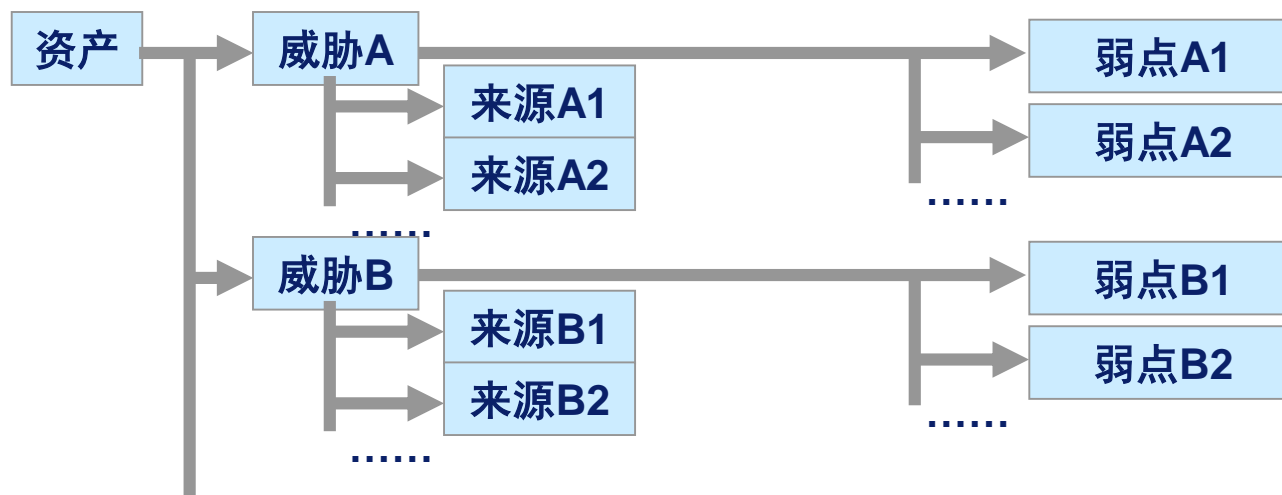 资产
威胁A
弱点A1
来源A1
弱点A2
来源A2
……
……
威胁B
弱点B1
来源B1
弱点B2
来源B2
……
……